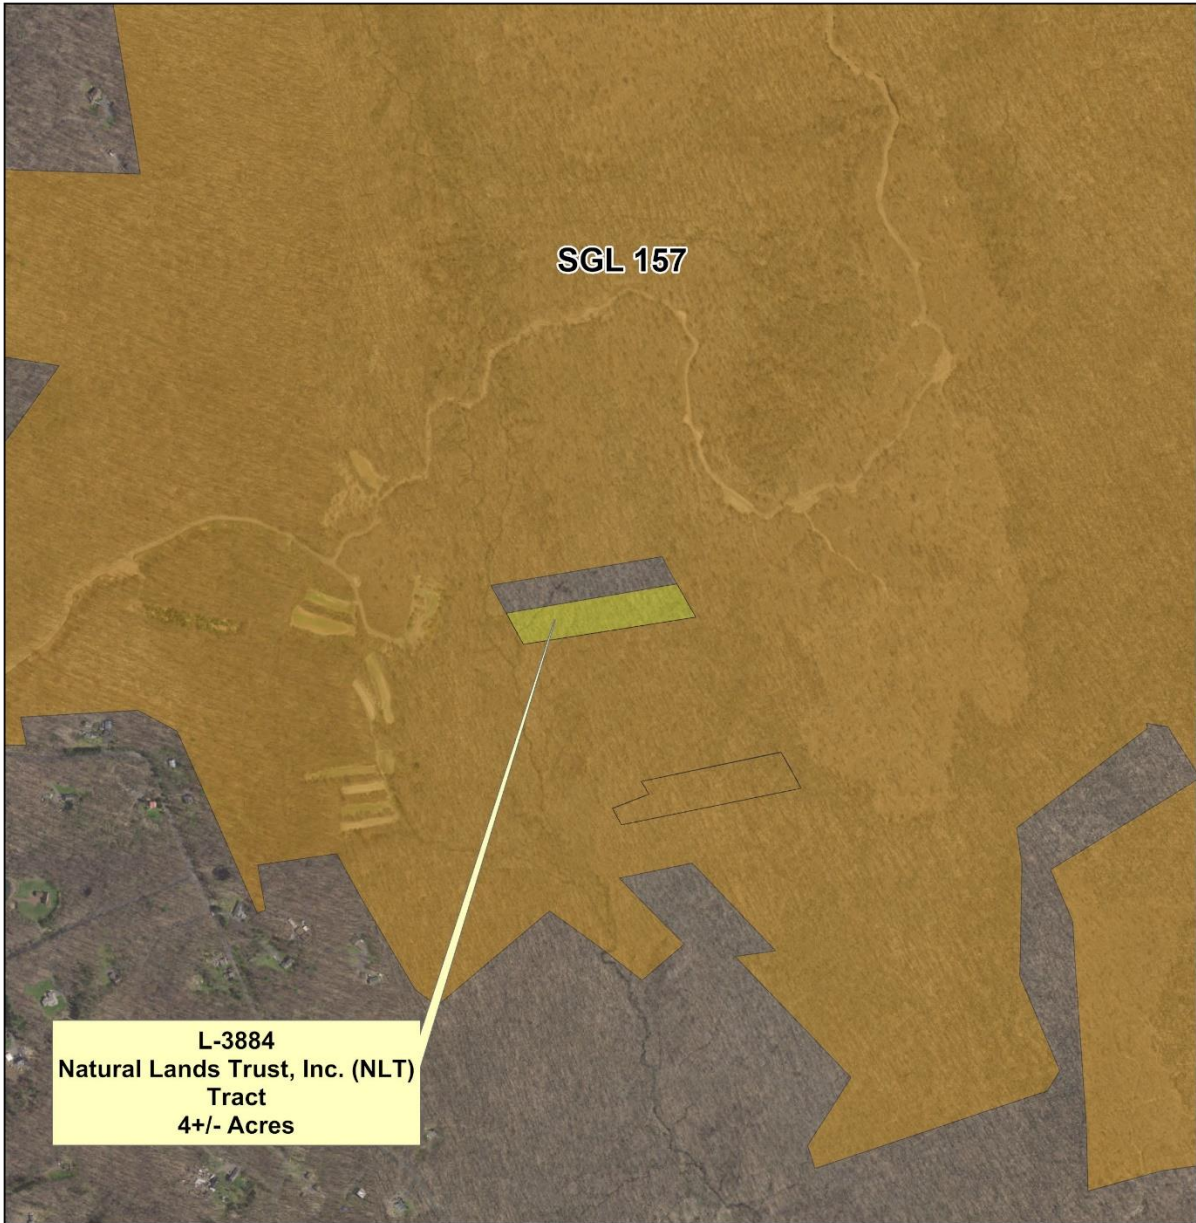 SGL 157
L-3884
Natural Lands Trust, Inc. (NLT)
Tract
4+/- Acres